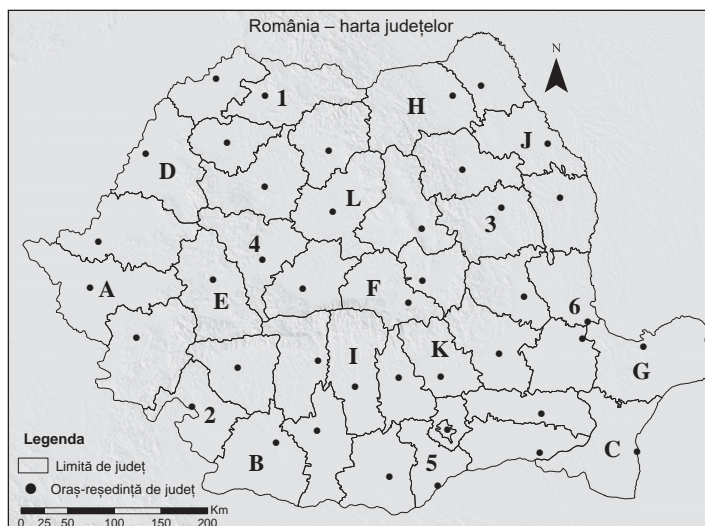 România – harta județelor
N
1
H
J
D
L
3
4
A
E
F
6
I
K
G
2
B
5
C
Legenda
Limită de județ
Oraș-reședință de județ
0 25 50 100 150 200 Km